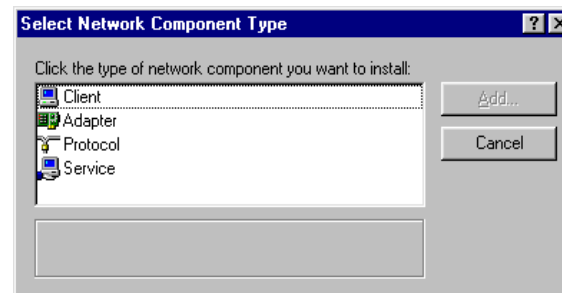 Select Network Component Type
Click the type of network component you want to install:
Client
Add...
Adapter
Protocol
Cancel
Service